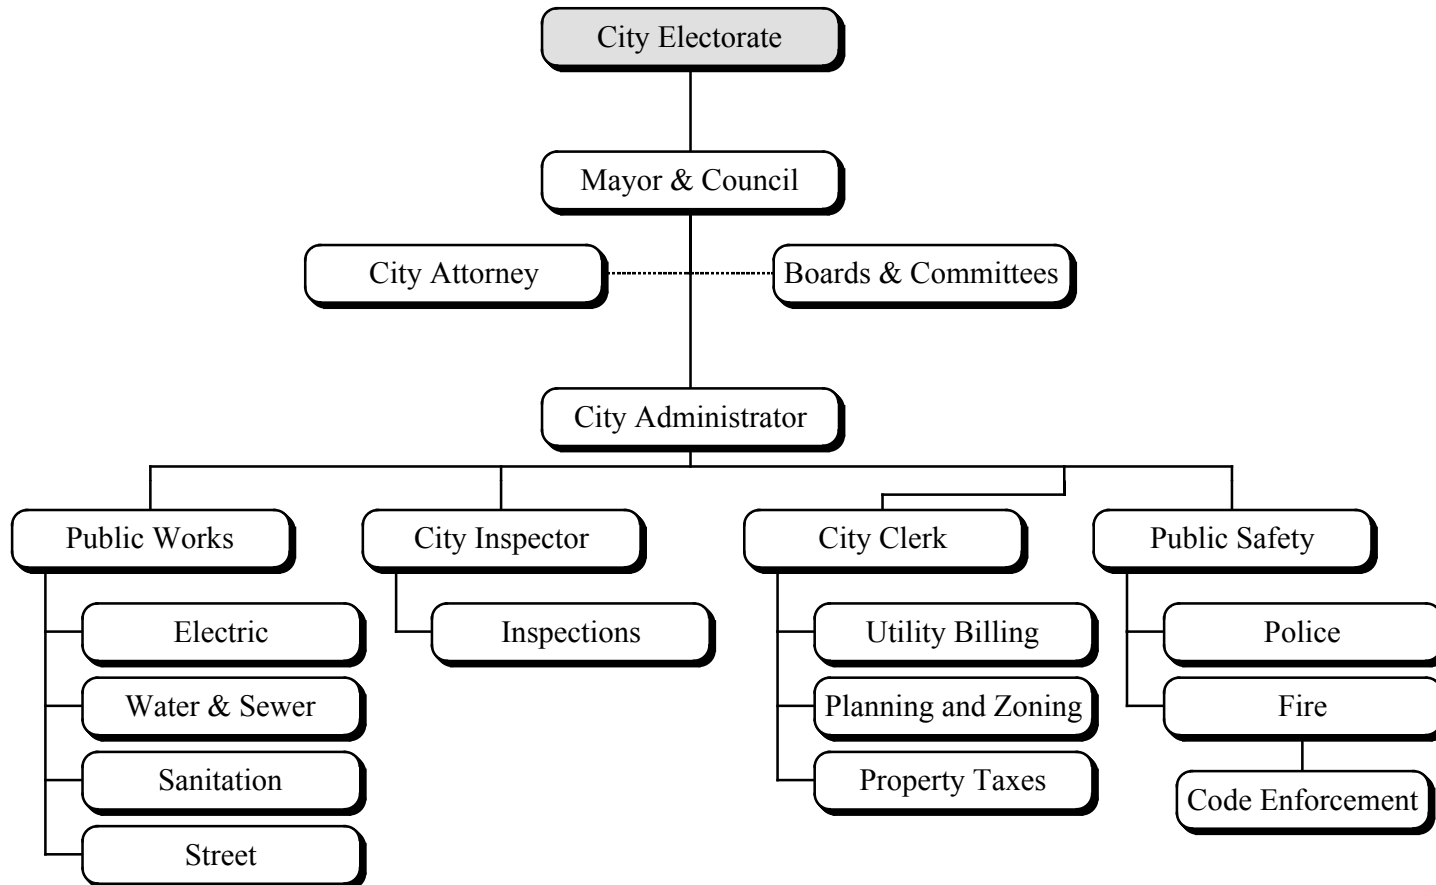 City Electorate
Mayor & Council
City Attorney
Boards & Committees
City Administrator
Public Works
City Inspector
City Clerk
Public Safety
Electric
Inspections
Utility Billing
Police
Water & Sewer
Planning and Zoning
Fire
Sanitation
Property Taxes
Code Enforcement
Street